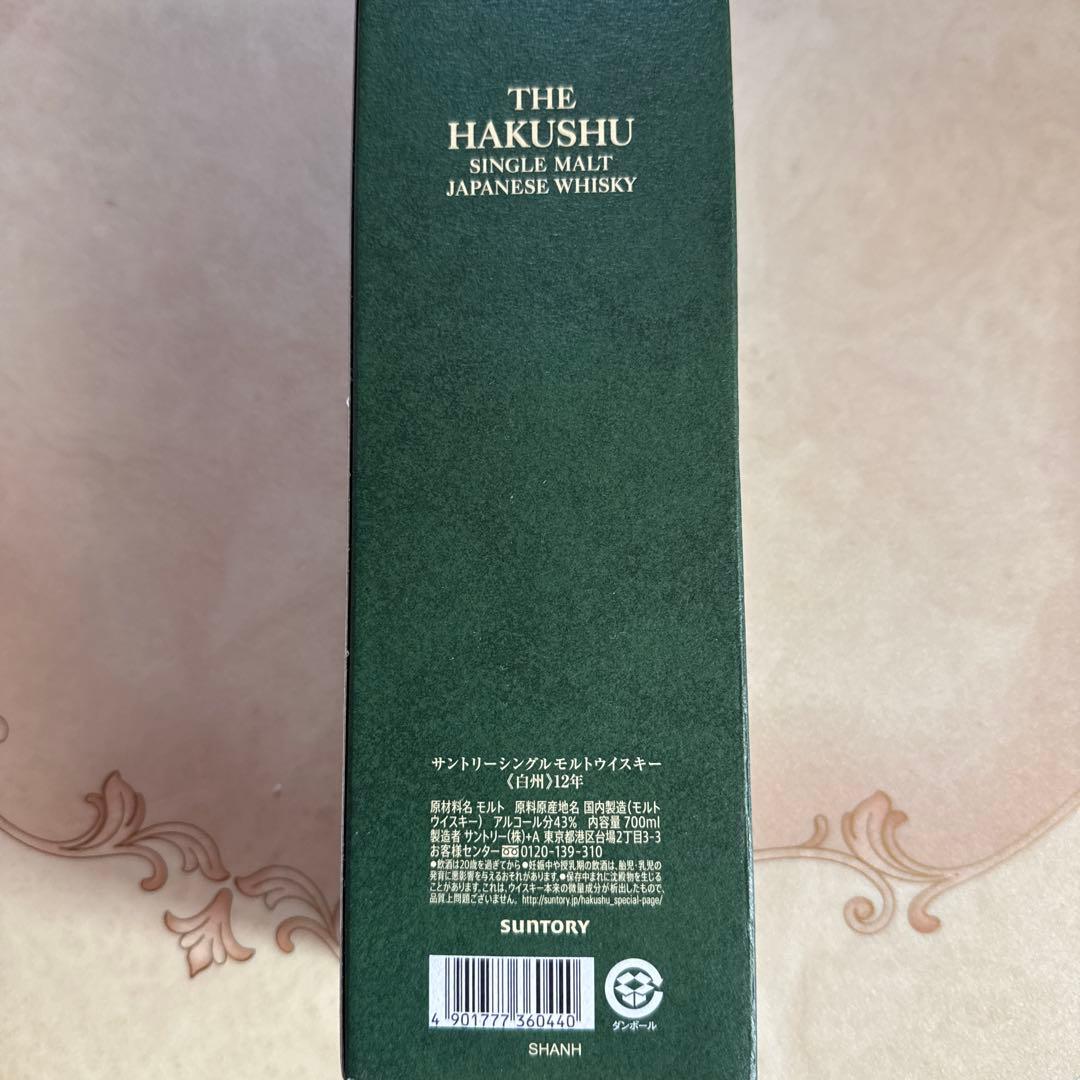 THE
HAKUSHU
SINGLE MALT
JAPANESE WHISKY
サントリーシングルモルトウイスキー
《白州》12年
原材料名 モルト 原料原産地名 国内製造(モルト
ウイスキー) アルコール分43% 内容量 700ml
製造者 サントリー(株)+A 東京都港区台場2丁目3-3
お客様センター 0120-139-310
●飲酒は20歳を過ぎてから●妊娠中や授乳期の飲酒は、胎児・乳児の
発育に悪影響を与えるおそれがあります。●保存中まれに沈殿物を生じる
ことがあります。これは、ウイスキー本来の微量成分が析出したもので、
品質上問題ございません。http://suntory.jp/hakushu_special-page/
SUNTORY
4 901777 360440
ダンボール
SHANH